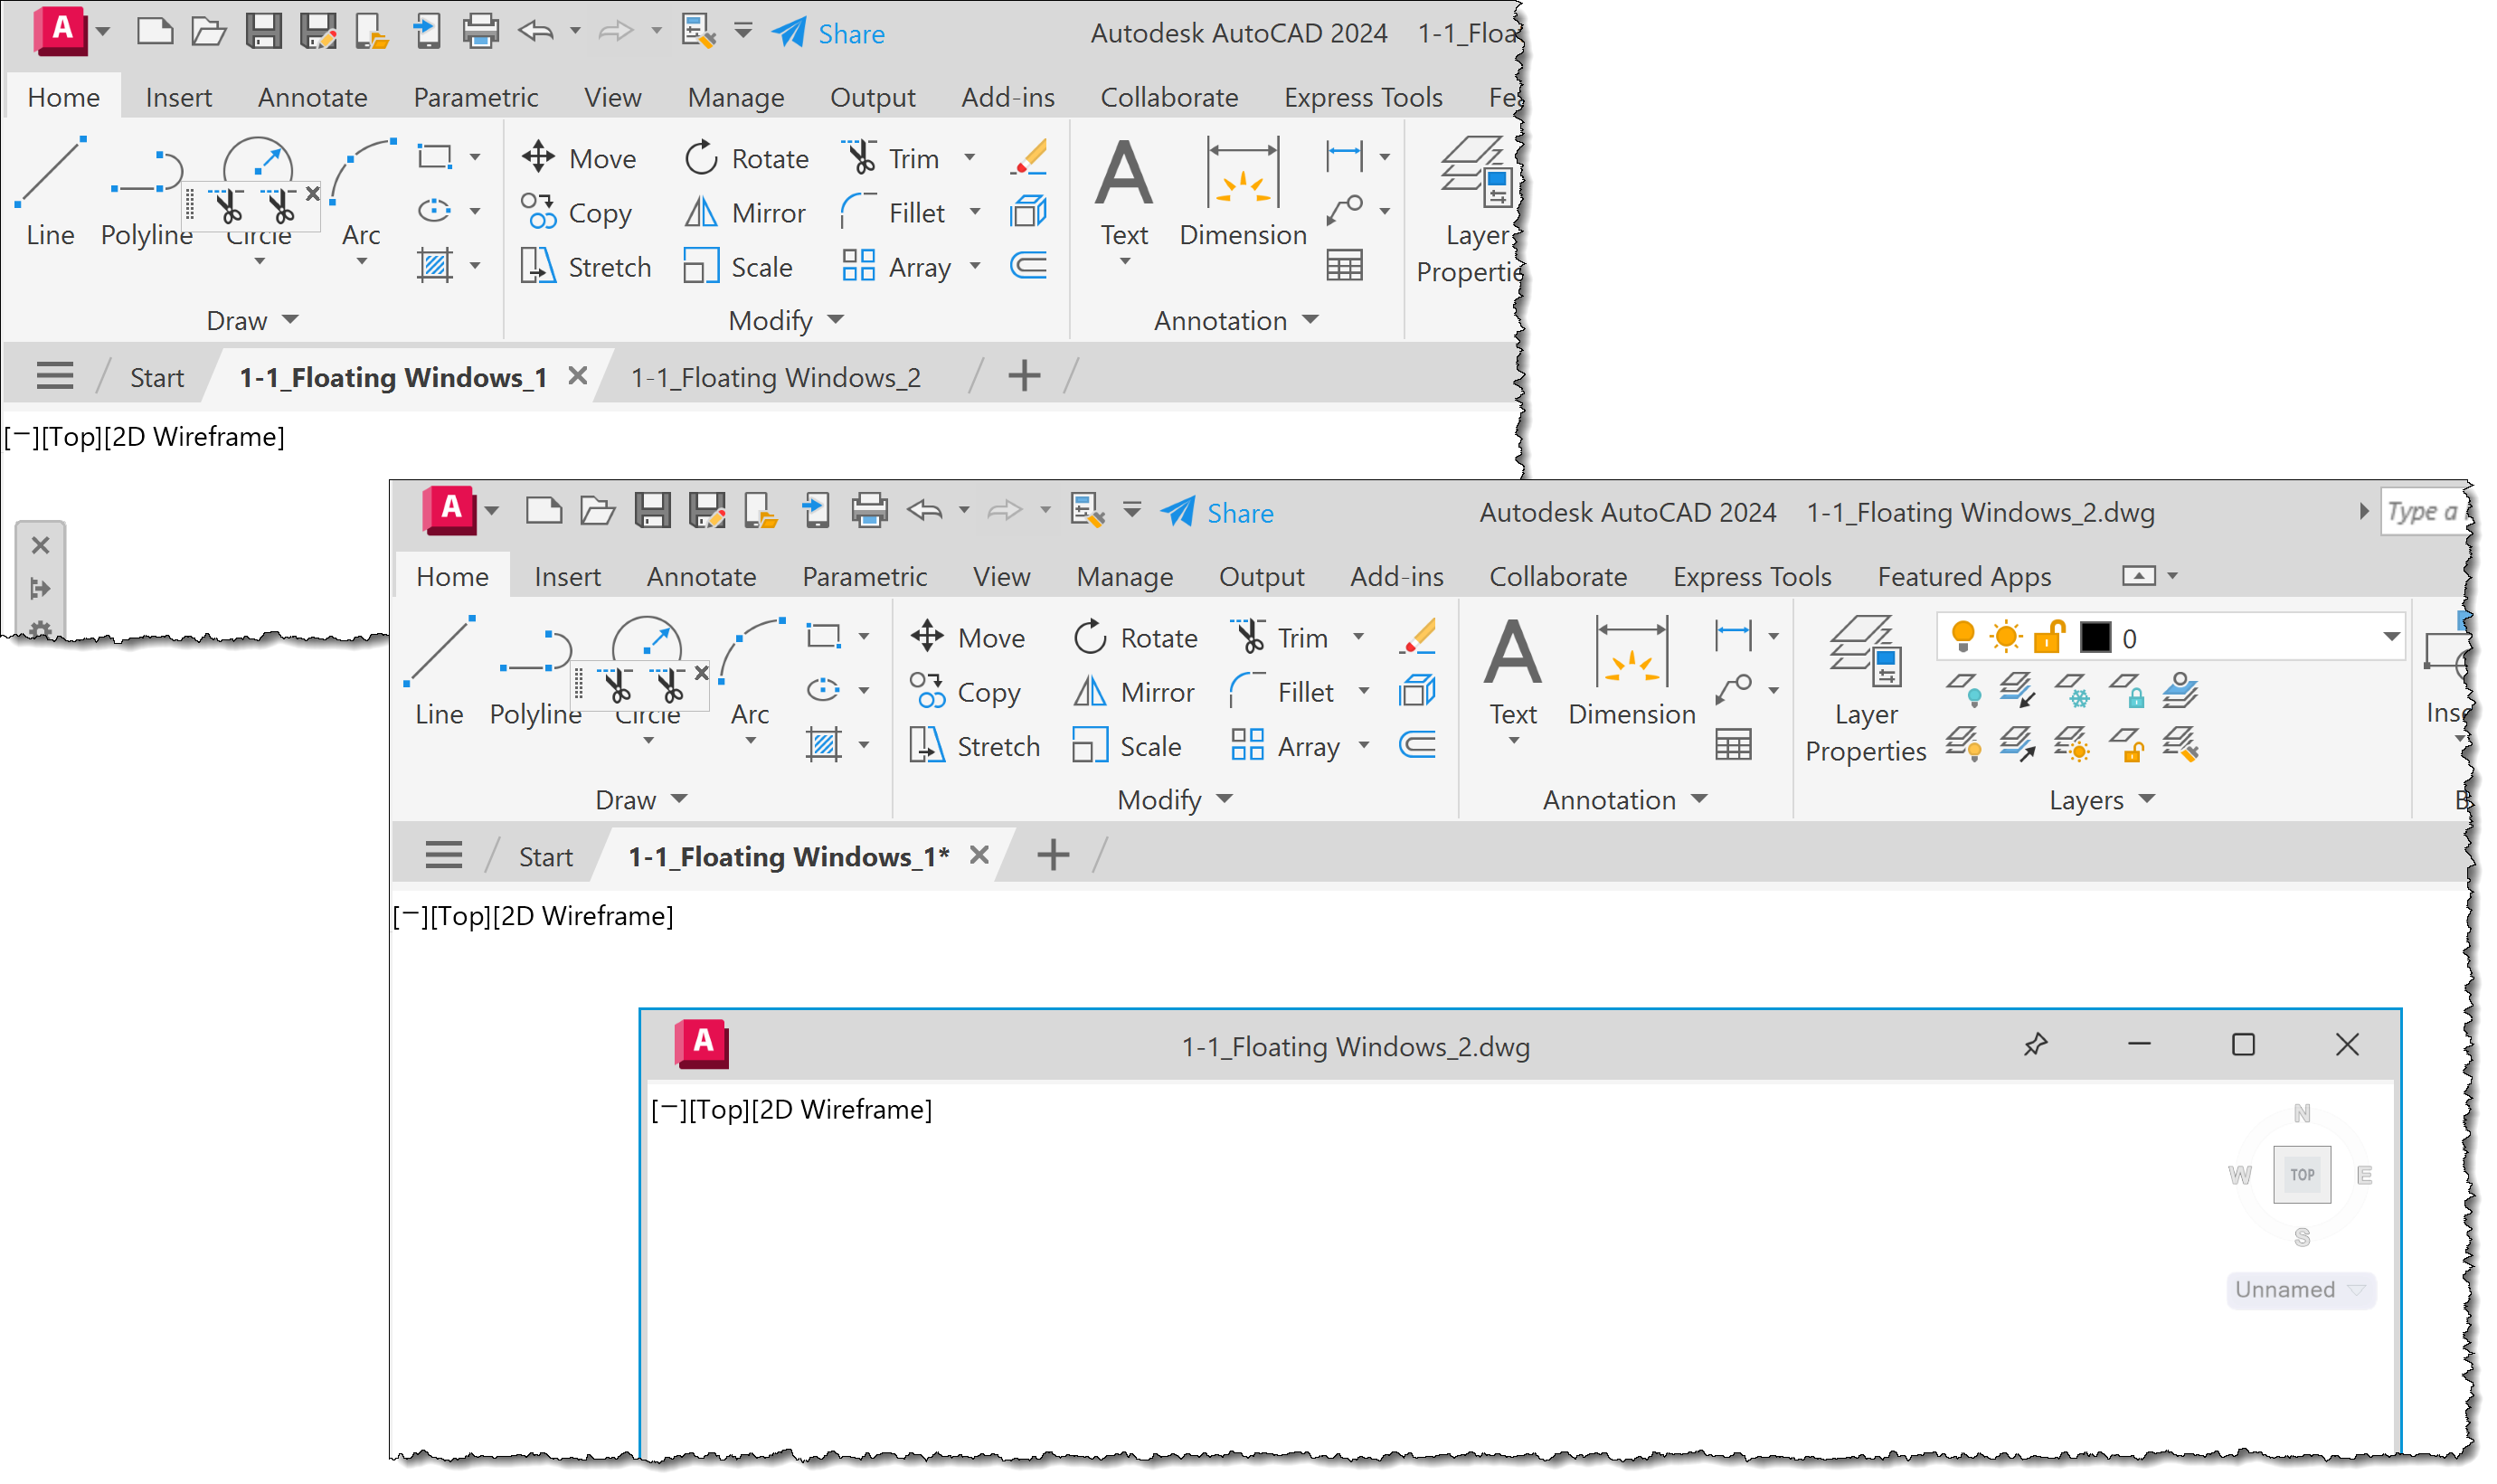 A Share Autodesk AutoCAD 2024 1-1_Floa
Home Insert Annotate Parametric View Manage Output Add-ins Collaborate Express Tools Fe
Move Rotate Trim
Copy Mirror Fillet
Line Polyline Circle Arc Text Dimension Layer
Stretch Scale Array Properti
Draw Modify Annotation
Start 1-1_Floating Windows_1 1-1_Floating Windows_2
[−][Top][2D Wireframe]
A Share Autodesk AutoCAD 2024 1-1_Floating Windows_2.dwg Type a
Home Insert Annotate Parametric View Manage Output Add-ins Collaborate Express Tools Featured Apps
Move Rotate Trim 0
Copy Mirror Fillet
Line Polyline Circle Arc Text Dimension Layer Ins
Stretch Scale Array Properties
Draw Modify Annotation Layers
Start 1-1_Floating Windows_1*
[−][Top][2D Wireframe]
A 1-1_Floating Windows_2.dwg
[−][Top][2D Wireframe]
N
W TOP E
S
Unnamed